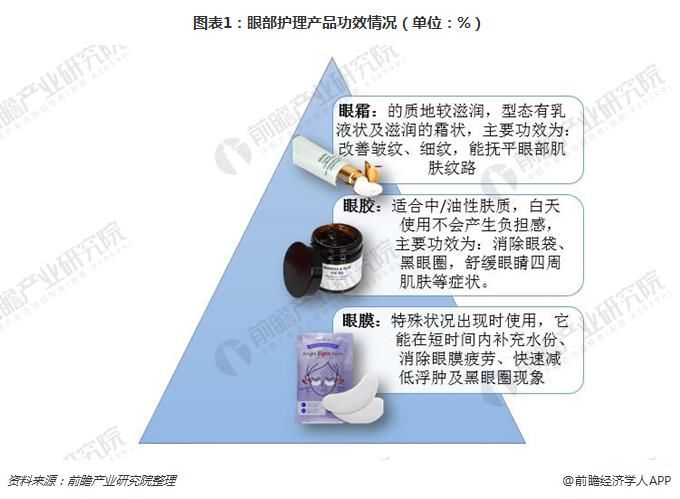 图表1：眼部护理产品功效情况（单位：%）
眼霜：的质地较滋润，型态有乳
液状及滋润的霜状，主要功效为：
改善皱纹、细纹，能抚平眼部肌
肤纹路
眼胶：适合中/油性肤质，白天
使用不会产生负担感，
主要功效为：消除眼袋、
黑眼圈，舒缓眼睛四周
肌肤等症状。
眼膜：特殊状况出现时使用，它
能在短时间内补充水份、
消除眼膜疲劳、快速减
低浮肿及黑眼圈现象
Bright Eyes
资料来源：前瞻产业研究院整理
@前瞻经济学人APP
前瞻产业研究院